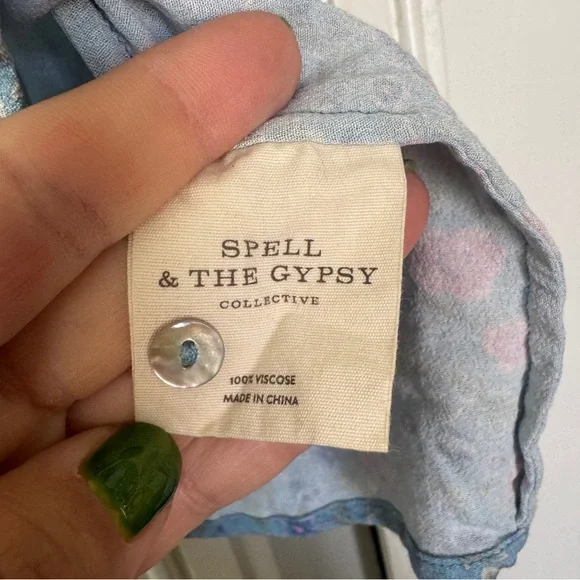 SPELL
& THE GYPSY
COLLECTIVE
100% VISCOSE
MADE IN CHINA